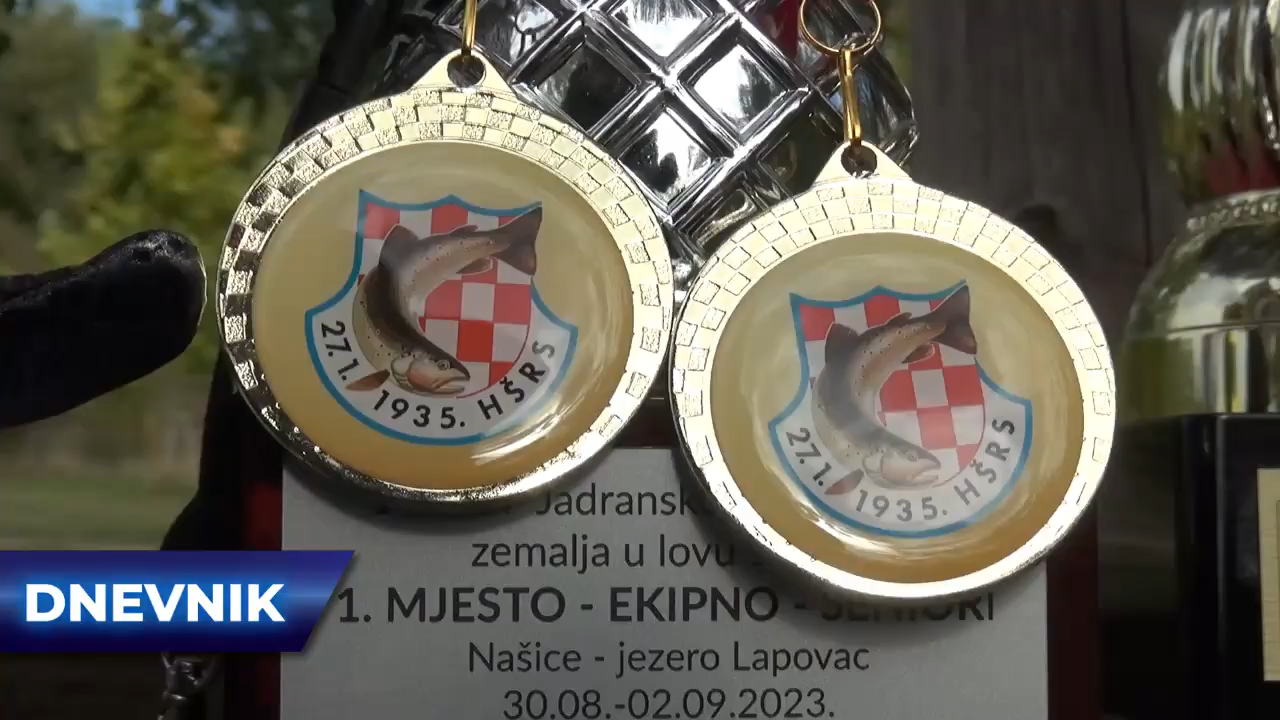 27.1. 1935. HŠRS
27.1. 1935. HŠRS
zemalja u lovu
1. MJESTO - EKIPNO - SENIORI
Našice - jezero Lapovac
30.08.-02.09.2023.
DNEVNIK